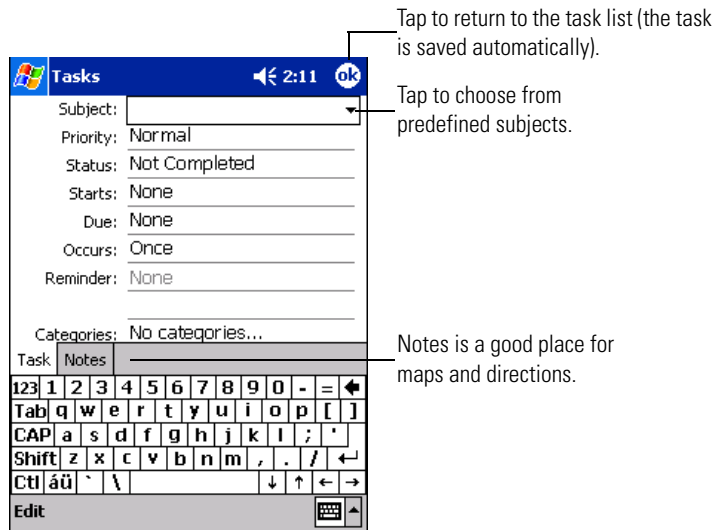 Tap to return to the task list (the task
is saved automatically).
Tasks 2:11 ok
Tap to choose from
predefined subjects.
Subject:
Priority: Normal
Status: Not Completed
Starts: None
Due: None
Occurs: Once
Reminder: None
Categories: No categories...
Notes is a good place for
maps and directions.
Task Notes
123 1 2 3 4 5 6 7 8 9 0 - =
Tab q w e r t y u i o p [ ]
CAP a s d f g h j k l ; '
Shift z x c v b n m , . /
Ctl áü ` \ ↓ ↑ ← →
Edit